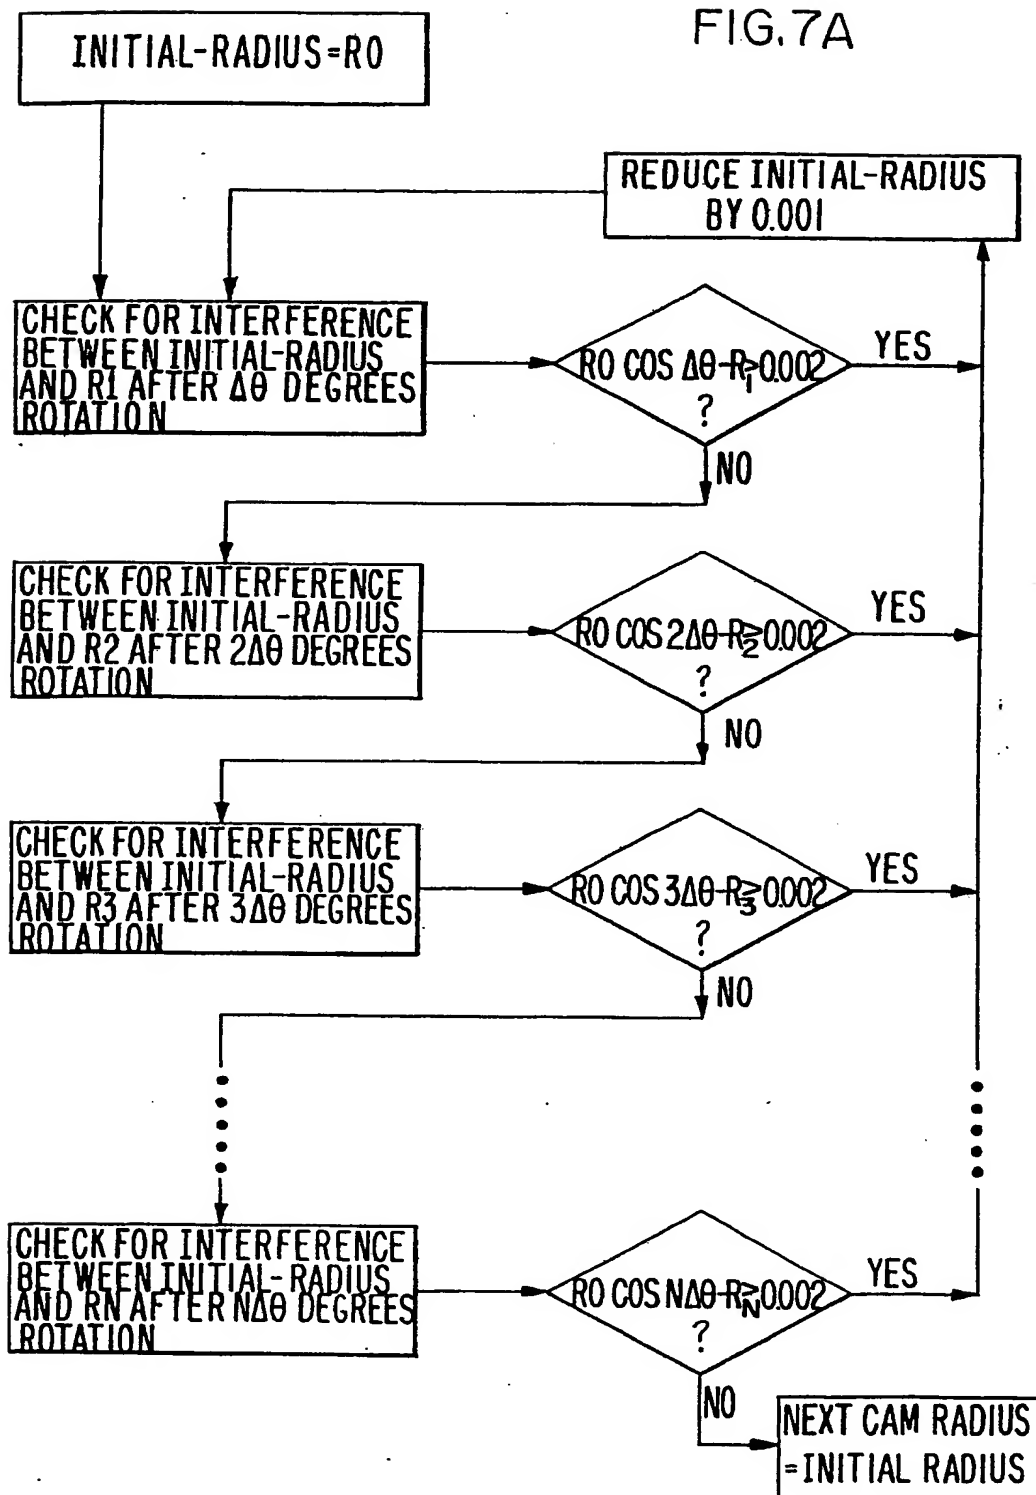 FIG.7A
INITIAL-RADIUS=R0
REDUCE INITIAL-RADIUS
BY 0.001
CHECK FOR INTERFERENCE
BETWEEN INITIAL-RADIUS
AND R1 AFTER Δθ DEGREES
ROTATION
R0 COS Δθ-R₁≥0.002
?
YES
NO
CHECK FOR INTERFERENCE
BETWEEN INITIAL-RADIUS
AND R2 AFTER 2Δθ DEGREES
ROTATION
R0 COS 2Δθ-R₂≥0.002
?
YES
NO
CHECK FOR INTERFERENCE
BETWEEN INITIAL-RADIUS
AND R3 AFTER 3Δθ DEGREES
ROTATION
R0 COS 3Δθ-R₃≥0.002
?
YES
NO
CHECK FOR INTERFERENCE
BETWEEN INITIAL-RADIUS
AND RN AFTER NΔθ DEGREES
ROTATION
R0 COS NΔθ-R_N≥0.002
?
YES
NO
NEXT CAM RADIUS
=INITIAL RADIUS